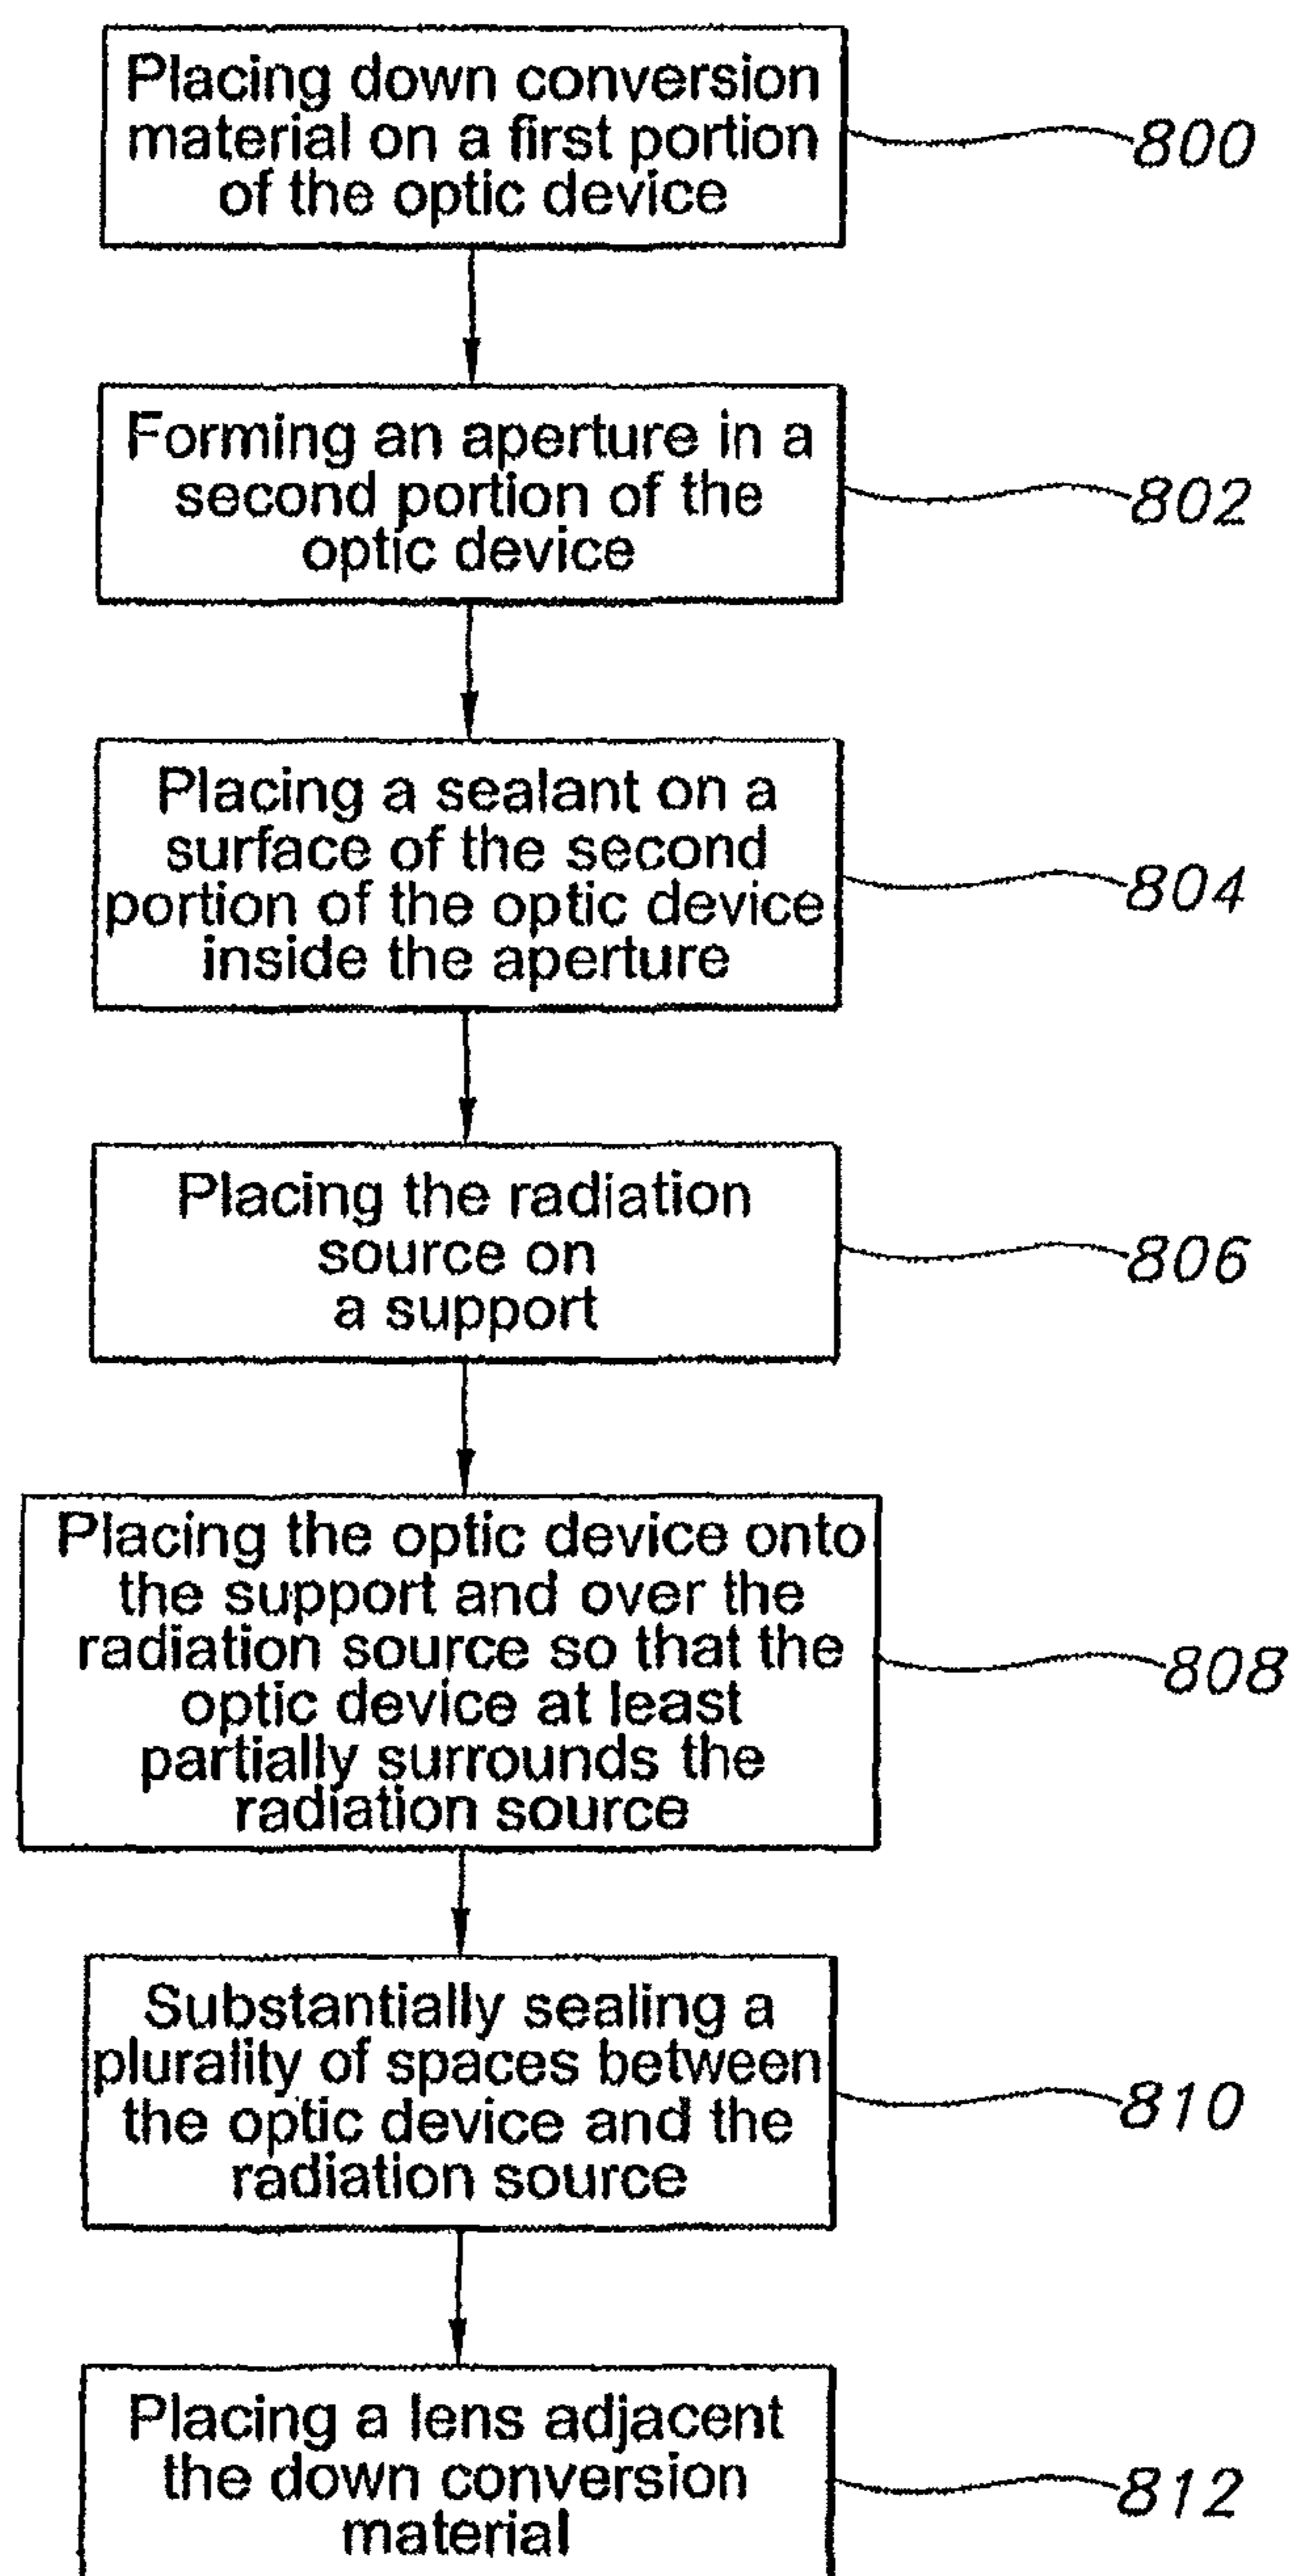 Placing down conversion
material on a first portion
of the optic device
800
Forming an aperture in a
second portion of the
optic device
802
Placing a sealant on a
surface of the second
portion of the optic device
inside the aperture
804
Placing the radiation
source on
a support
806
Placing the optic device onto
the support and over the
radiation source so that the
optic device at least
partially surrounds the
radiation source
808
Substantially sealing a
plurality of spaces between
the optic device and the
radiation source
810
Placing a lens adjacent
the down conversion
material
812